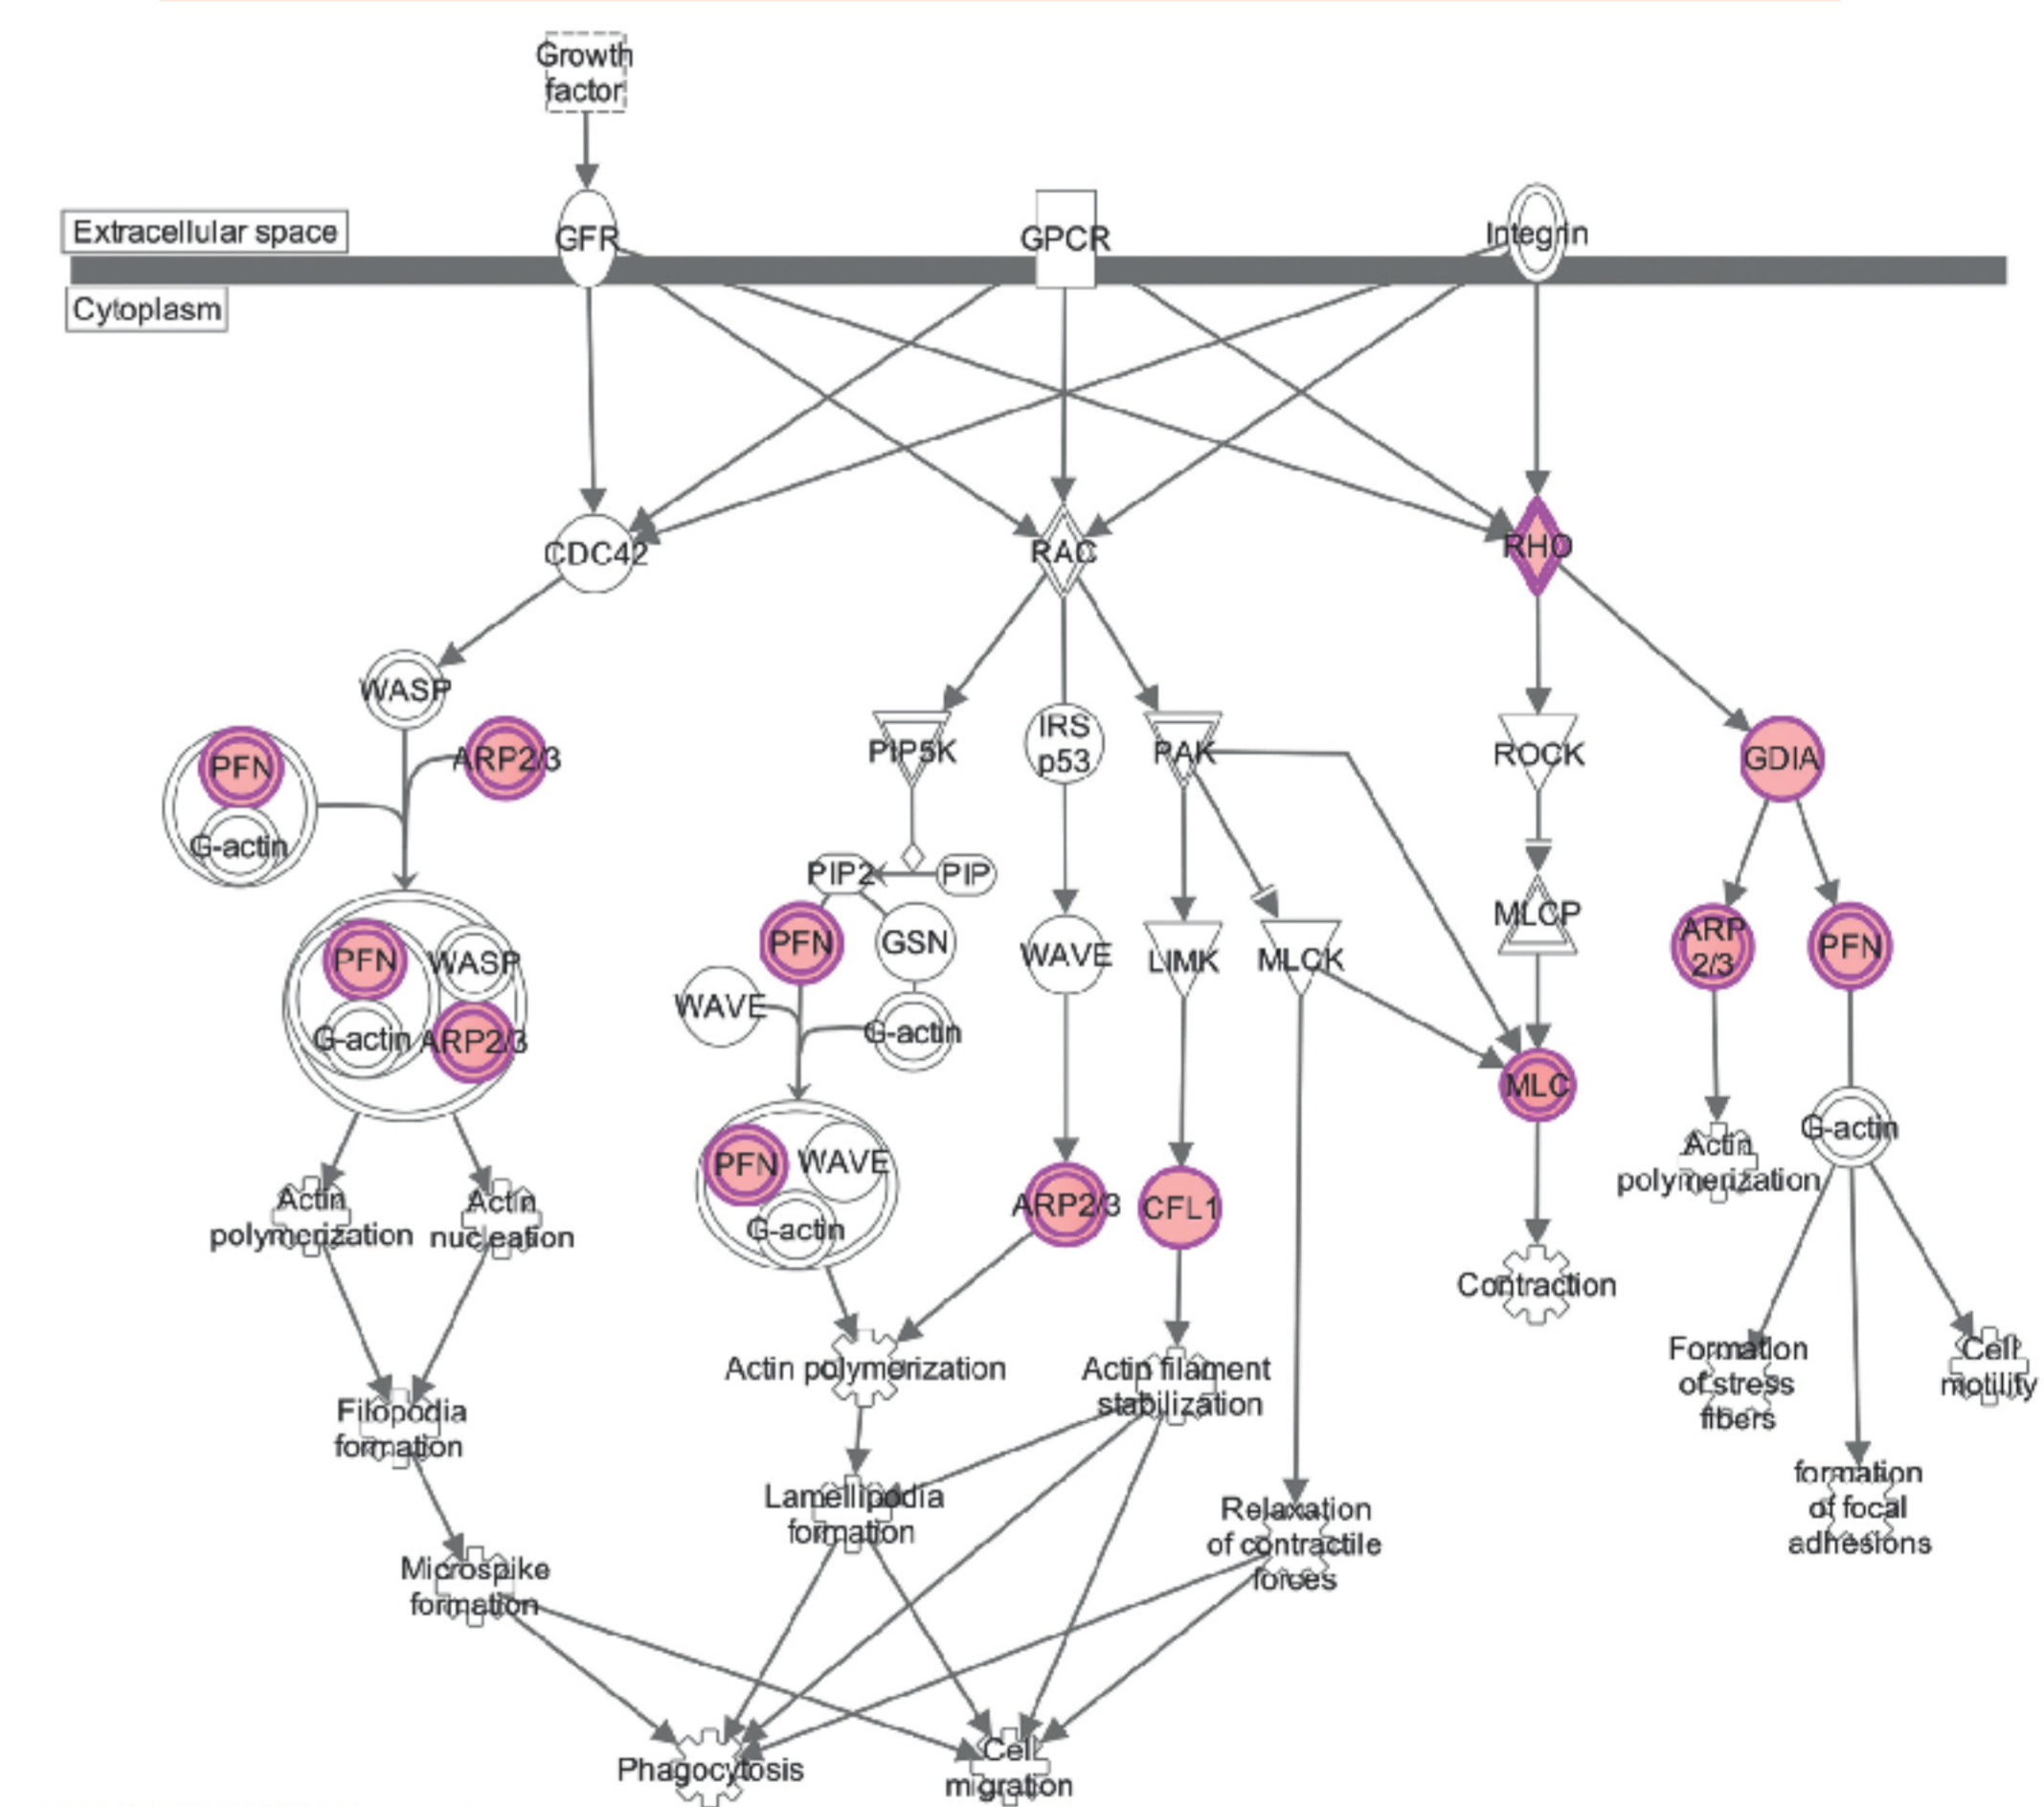 Growth
factor
Extracellular space
GFR
GPCR
Integrin
Cytoplasm
CDC42
RAC
RHO
WASP
PFN
ARP2/3
G-actin
PIP5K
IRS
p53
PAK
ROCK
GDIA
PIP2
PIP
PFN
WASP
G-actin
ARP2/3
PFN
GSN
WAVE
G-actin
WAVE
LIMK
MLCK
MLCP
ARP
2/3
PFN
MLC
G-actin
PFN
WAVE
G-actin
ARP2/3
CFL1
Actin
polymerization
Actin
polymerization
Actin
nucleation
Contraction
Actin polymerization
Actin filament
stabilization
Formation
of stress
fibers
Cell
motility
Filopodia
formation
formation
of focal
adhesions
Lamellipodia
formation
Relaxation
of contractile
forces
Microspike
formation
Phagocytosis
Cell
migration